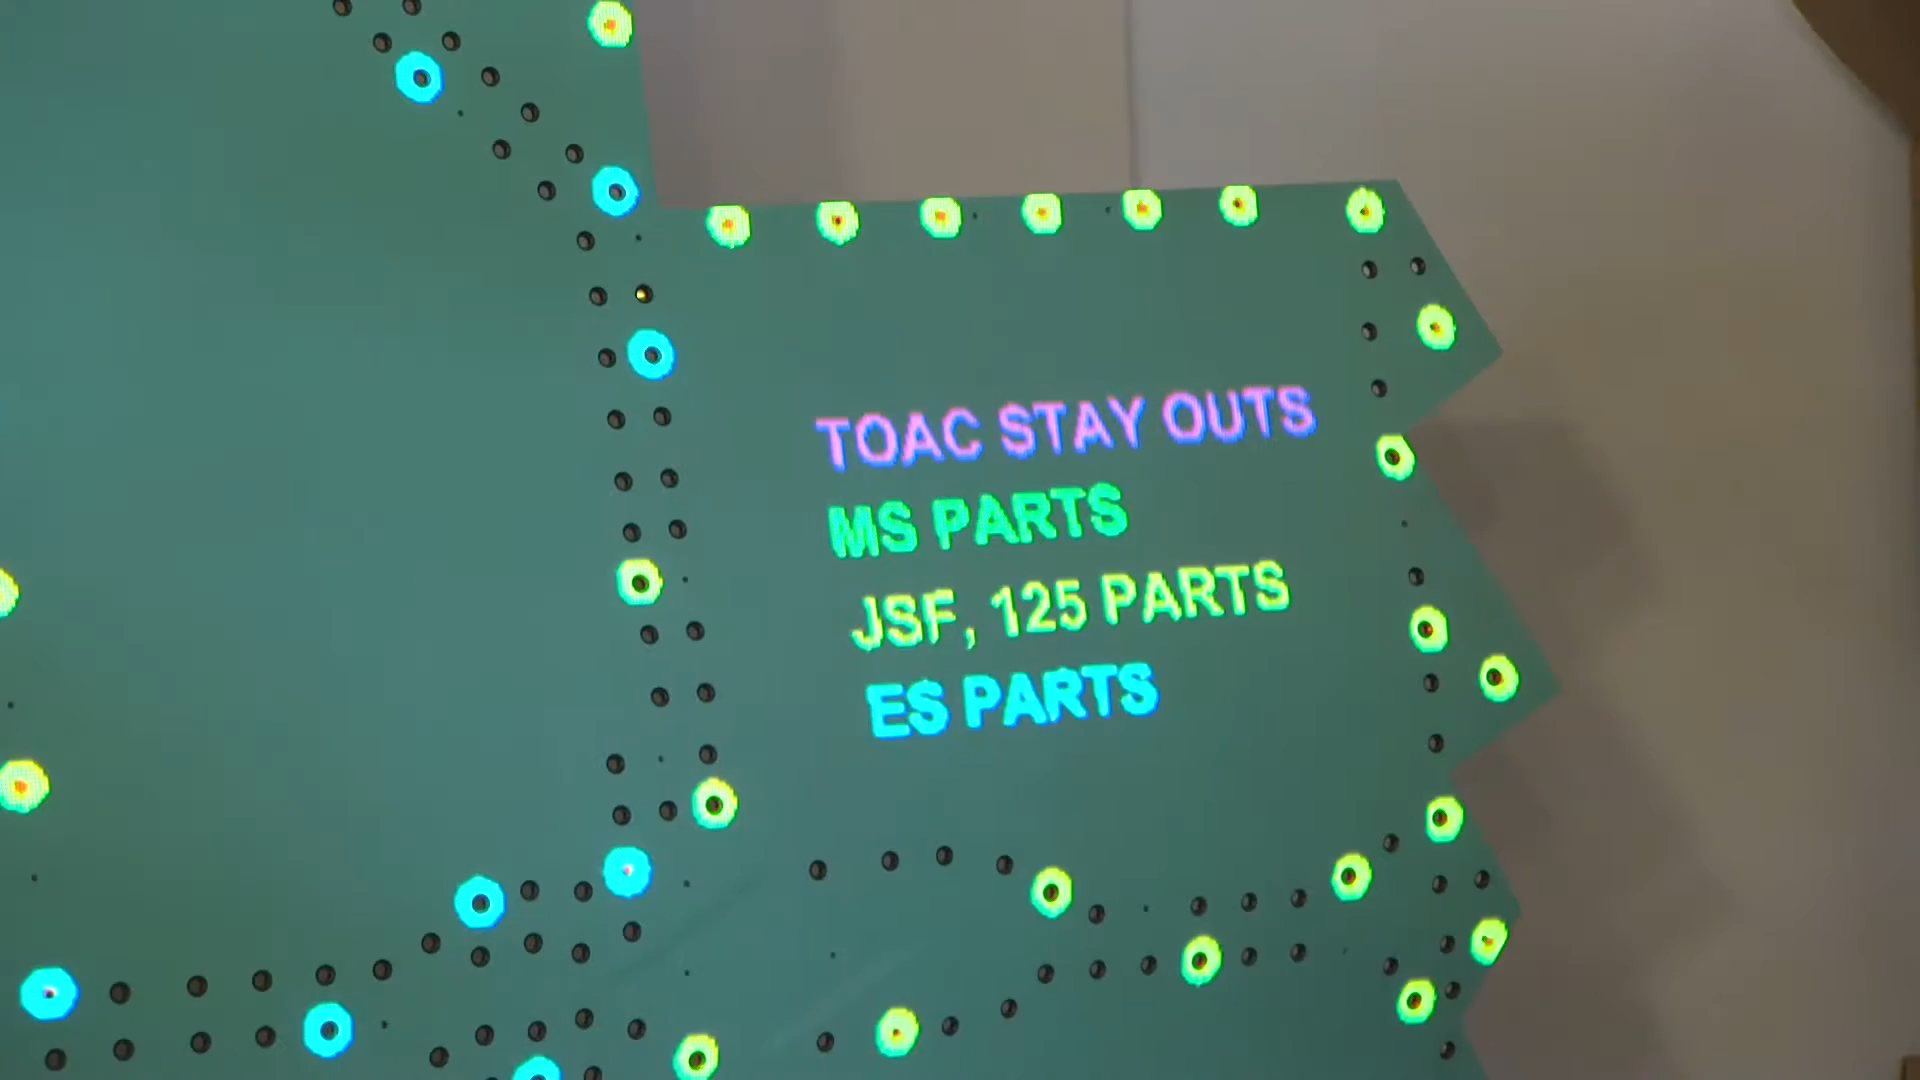 TOAC STAY OUTS
MS PARTS
JSF, 125 PARTS
ES PARTS